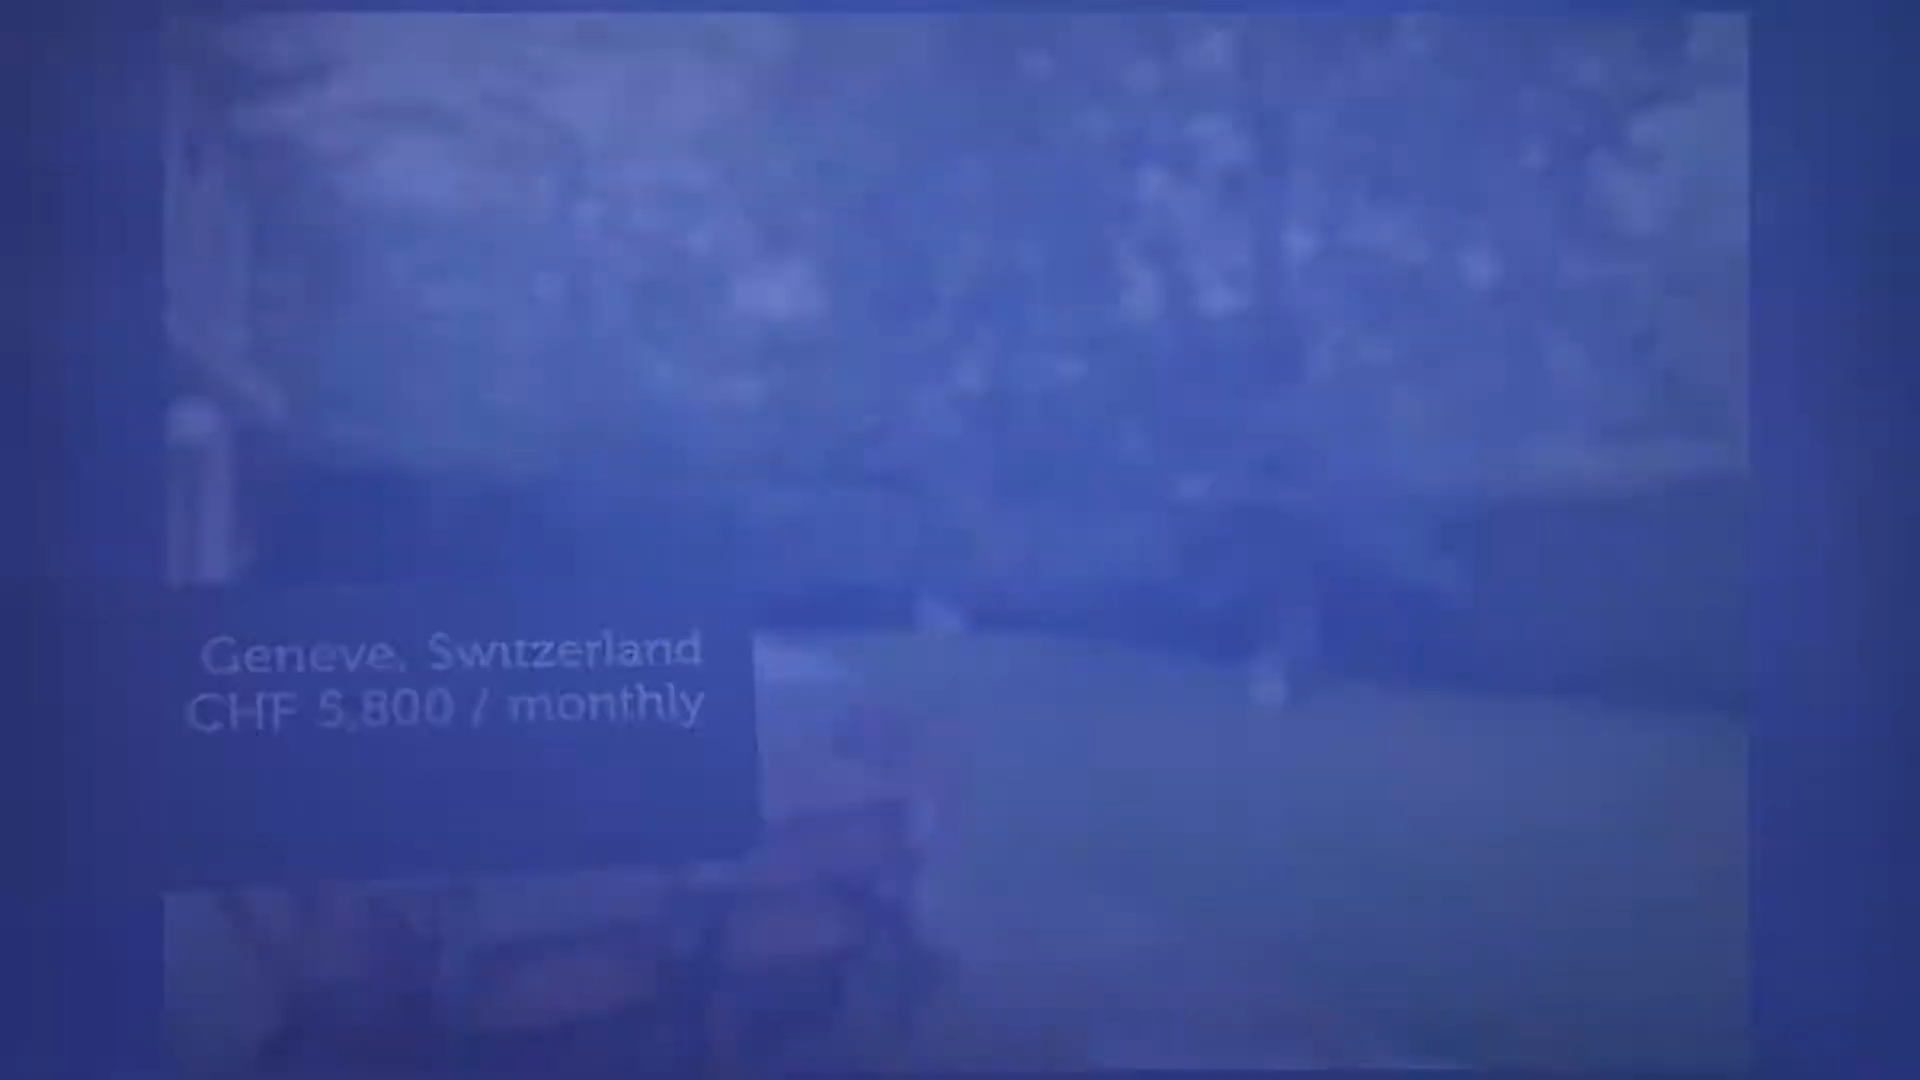 Geneve, Switzerland
CHF 5,800 / monthly